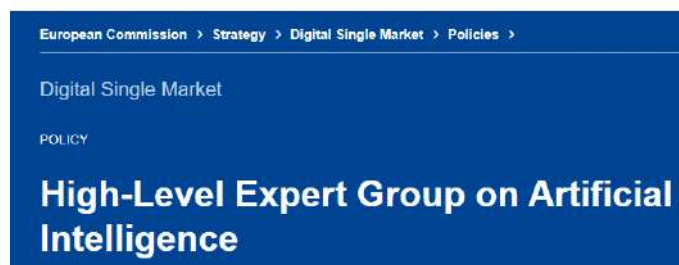 European Commission > Strategy > Digital Single Market > Policies >
Digital Single Market
POLICY
High-Level Expert Group on Artificial
Intelligence